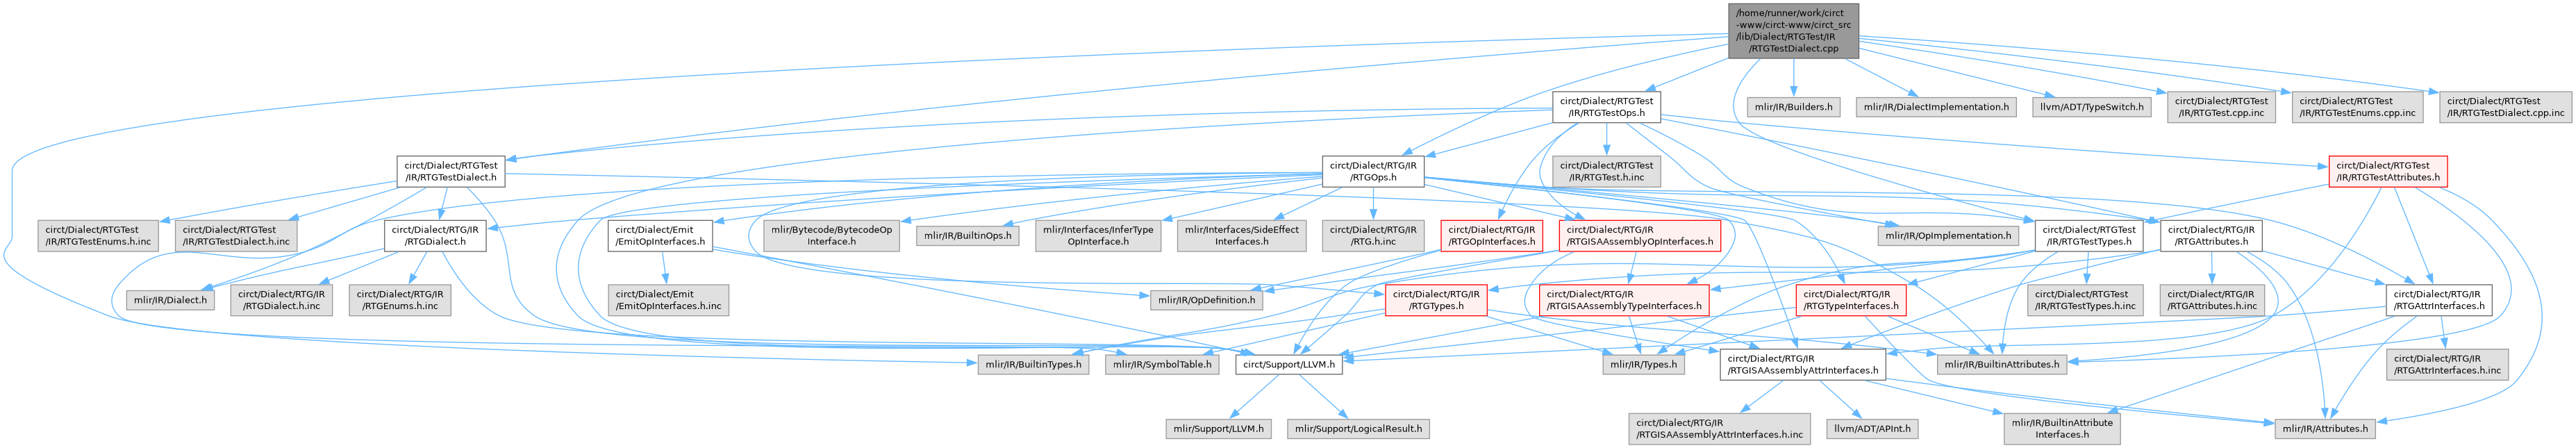 /home/runner/work/circt
-www/circt-www/circt_src
/lib/Dialect/RTGTest/IR
/RTGTestDialect.cpp
circt/Dialect/RTGTest
/IR/RTGTestOps.h
mlir/IR/Builders.h
mlir/IR/DialectImplementation.h
llvm/ADT/TypeSwitch.h
circt/Dialect/RTGTest
/IR/RTGTest.cpp.inc
circt/Dialect/RTGTest
/IR/RTGTestEnums.cpp.inc
circt/Dialect/RTGTest
/IR/RTGTestDialect.cpp.inc
circt/Dialect/RTGTest
/IR/RTGTestDialect.h
circt/Dialect/RTG/IR
/RTGOps.h
circt/Dialect/RTGTest
/IR/RTGTest.h.inc
circt/Dialect/RTGTest
/IR/RTGTestAttributes.h
circt/Dialect/RTGTest
/IR/RTGTestEnums.h.inc
circt/Dialect/RTGTest
/IR/RTGTestDialect.h.inc
circt/Dialect/RTG/IR
/RTGDialect.h
circt/Dialect/Emit
/EmitOpInterfaces.h
mlir/Bytecode/BytecodeOp
Interface.h
mlir/IR/BuiltinOps.h
mlir/Interfaces/InferType
OpInterface.h
mlir/Interfaces/SideEffect
Interfaces.h
circt/Dialect/RTG/IR
/RTG.h.inc
circt/Dialect/RTG/IR
/RTGOpInterfaces.h
circt/Dialect/RTG/IR
/RTGISAAssemblyOpInterfaces.h
mlir/IR/OpImplementation.h
circt/Dialect/RTGTest
/IR/RTGTestTypes.h
circt/Dialect/RTG/IR
/RTGAttributes.h
mlir/IR/Dialect.h
circt/Dialect/RTG/IR
/RTGDialect.h.inc
circt/Dialect/RTG/IR
/RTGEnums.h.inc
circt/Dialect/Emit
/EmitOpInterfaces.h.inc
mlir/IR/OpDefinition.h
circt/Dialect/RTG/IR
/RTGTypes.h
circt/Dialect/RTG/IR
/RTGISAAssemblyTypeInterfaces.h
circt/Dialect/RTG/IR
/RTGTypeInterfaces.h
circt/Dialect/RTGTest
/IR/RTGTestTypes.h.inc
circt/Dialect/RTG/IR
/RTGAttributes.h.inc
circt/Dialect/RTG/IR
/RTGAttrInterfaces.h
mlir/IR/BuiltinTypes.h
mlir/IR/SymbolTable.h
circt/Support/LLVM.h
mlir/IR/Types.h
circt/Dialect/RTG/IR
/RTGISAAssemblyAttrInterfaces.h
mlir/IR/BuiltinAttributes.h
circt/Dialect/RTG/IR
/RTGAttrInterfaces.h.inc
mlir/Support/LLVM.h
mlir/Support/LogicalResult.h
circt/Dialect/RTG/IR
/RTGISAAssemblyAttrInterfaces.h.inc
llvm/ADT/APInt.h
mlir/IR/BuiltinAttribute
Interfaces.h
mlir/IR/Attributes.h